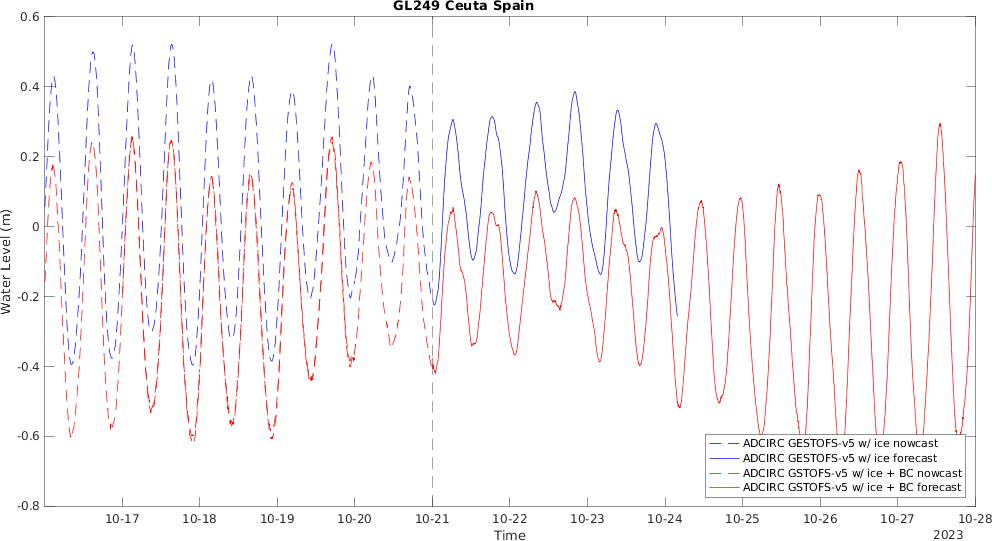 GL249 Ceuta Spain
Water Level (m)
0.6
0.4
0.2
0
-0.2
-0.4
-0.6
-0.8
ADCIRC GESTOFS-v5 w/ ice nowcast
ADCIRC GESTOFS-v5 w/ ice forecast
ADCIRC GSTOFS-v5 w/ ice + BC nowcast
ADCIRC GSTOFS-v5 w/ ice + BC forecast
10-17 10-18 10-19 10-20 10-21 10-22 10-23 10-24 10-25 10-26 10-27 10-28
Time
2023